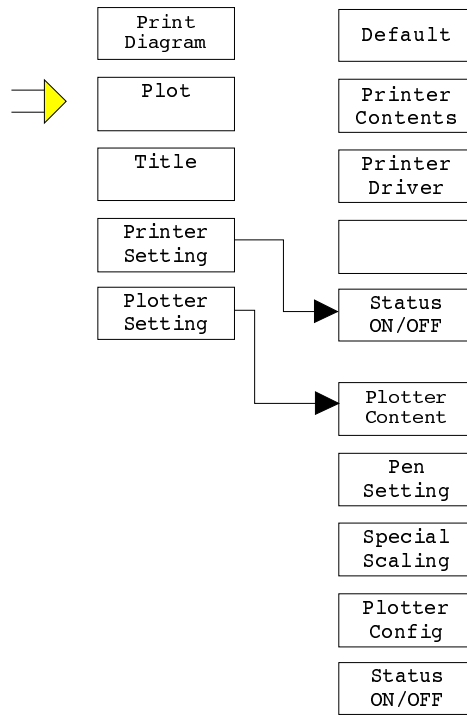 Print
Diagram
Plot
Title
Printer
Setting
Plotter
Setting
Default
Printer
Contents
Printer
Driver
Status
ON/OFF
Plotter
Content
Pen
Setting
Special
Scaling
Plotter
Config
Status
ON/OFF